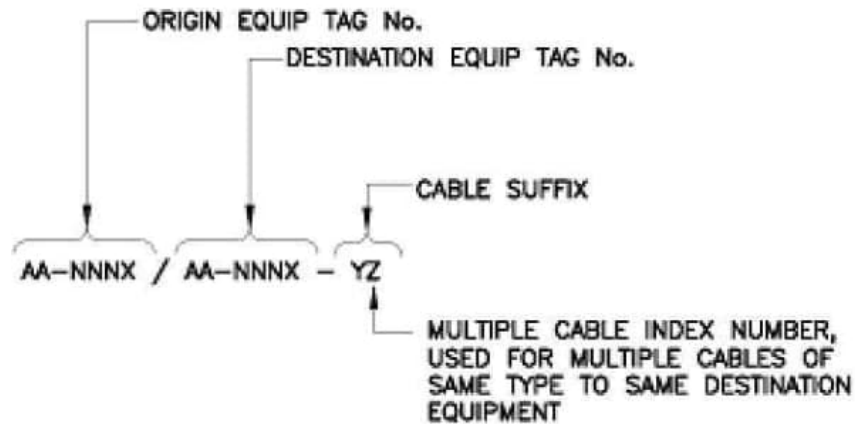 ORIGIN EQUIP TAG No.
DESTINATION EQUIP TAG No.
CABLE SUFFIX
AA-NNNX / AA-NNNX - YZ
MULTIPLE CABLE INDEX NUMBER,
USED FOR MULTIPLE CABLES OF
SAME TYPE TO SAME DESTINATION
EQUIPMENT